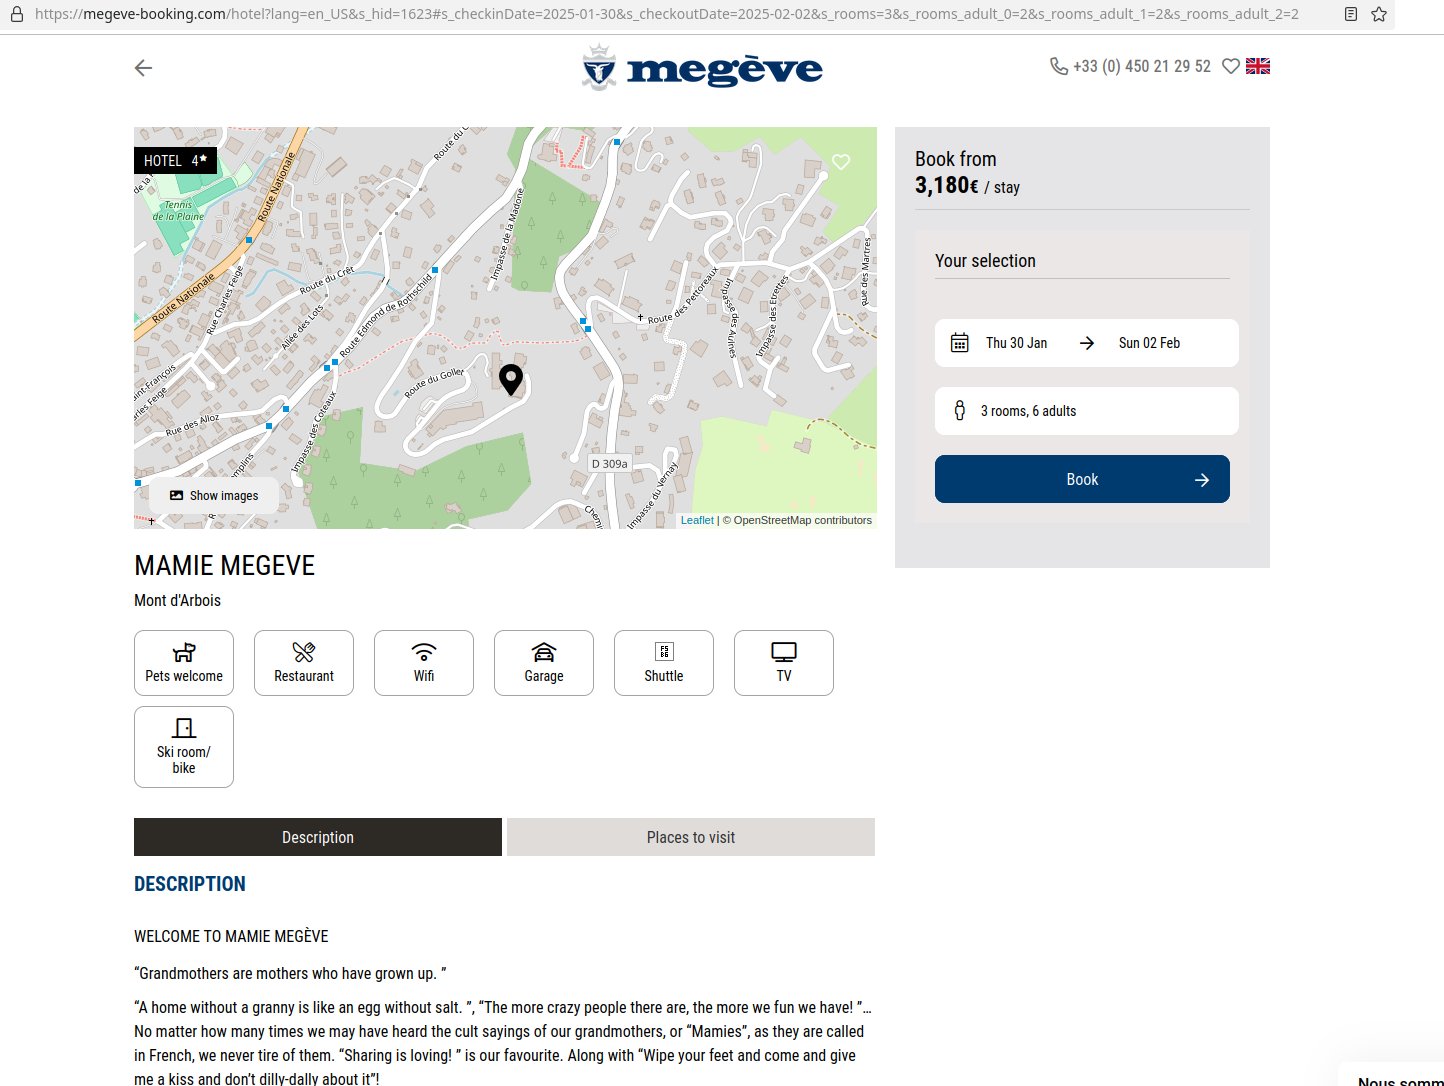 https://megeve-booking.com/hotel?lang=en_US&s_hid=1623#s_checkinDate=2025-01-30&s_checkoutDate=2025-02-02&s_rooms=3&s_rooms_adult_0=2&s_rooms_adult_1=2&s_rooms_adult_2=2
megève
+33 (0) 450 21 29 52
HOTEL 4
Tennis
de la Plaine
Route Nationale
Route Nationale
Route du C
Impasse de la Madone
Route du Crêt
Rue Charles Feige
Allée des Lots
Route Edmond de Rothschild
Route des Pettoreaux
Impasse des Aulnes
Impasse des Etrettes
Rue des Martres
int-François
arles Feige
Rue des Alloz
Route du Gollet
Impasse des Coteaux
D 309a
Impasse du Vernay
Chemi
mplins
Show images
Leaflet | © OpenStreetMap contributors
Book from
3,180€ / stay
Your selection
Thu 30 Jan → Sun 02 Feb
3 rooms, 6 adults
Book
MAMIE MEGEVE
Mont d'Arbois
Pets welcome
Restaurant
Wifi
Garage
F5
86
Shuttle
TV
Ski room/
bike
Description
Places to visit
DESCRIPTION
WELCOME TO MAMIE MEGÈVE
“Grandmothers are mothers who have grown up. ”
“A home without a granny is like an egg without salt. ”, “The more crazy people there are, the more we fun we have! ”…
No matter how many times we may have heard the cult sayings of our grandmothers, or “Mamies”, as they are called
in French, we never tire of them. “Sharing is loving! ” is our favourite. Along with “Wipe your feet and come and give
me a kiss and don’t dilly-dally about it”!
Nous somm